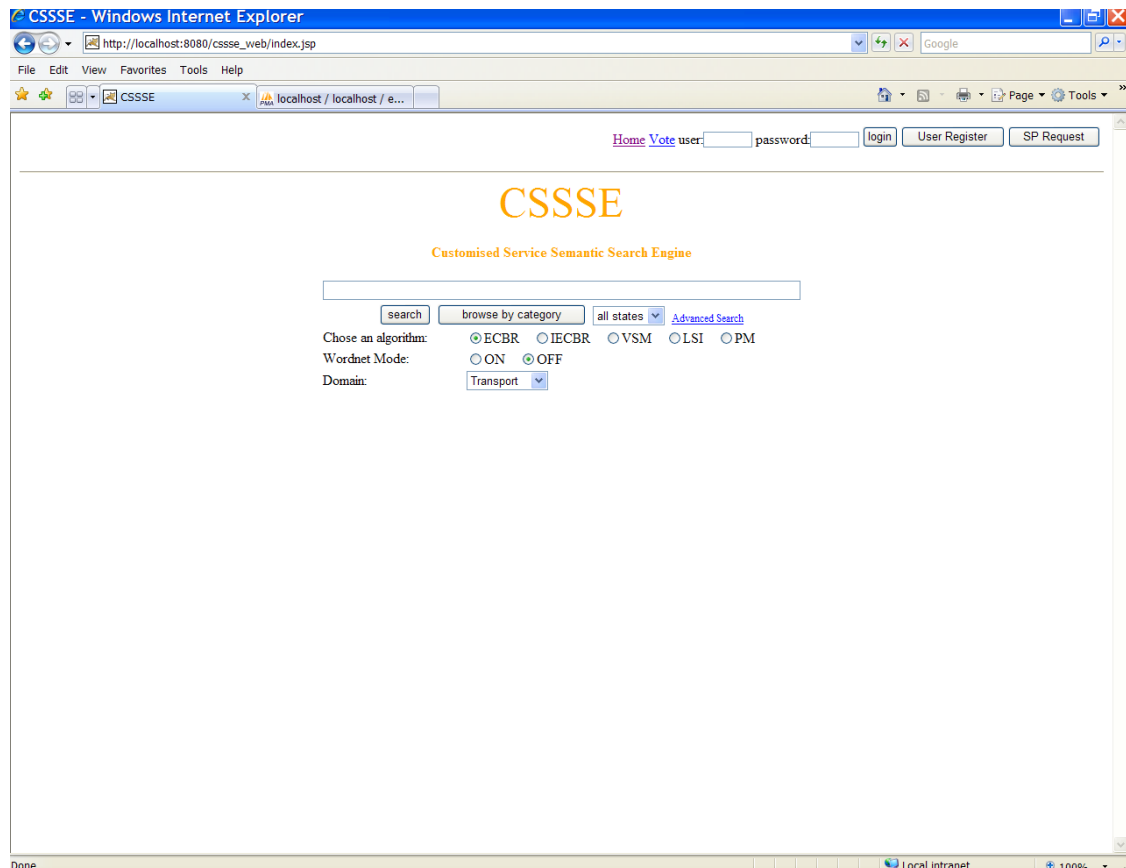 CSSSE - Windows Internet Explorer
http://localhost:8080/cssse_web/index.jsp
Google
File Edit View Favorites Tools Help
CSSSE
localhost / localhost / e...
Page Tools »
Home Vote user: password: login User Register SP Request
CSSSE
Customised Service Semantic Search Engine
search browse by category all states Advanced Search
Chose an algorithm: ECBR IECBR VSM LSI PM
Wordnet Mode: ON OFF
Domain: Transport
Done Local intranet 100%